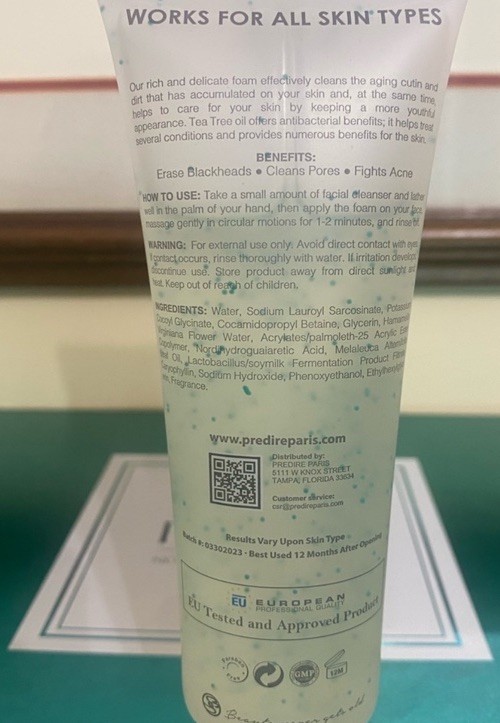 WORKS FOR ALL SKIN TYPES
Our rich and delicate foam effectively cleans the aging cutin and
dirt that has accumulated on your skin and, at the same time,
helps to care for your skin by keeping a more youthful
appearance. Tea Tree oil offers antibacterial benefits; it helps treat
several conditions and provides numerous benefits for the skin.
BENEFITS:
Erase Blackheads • Cleans Pores • Fights Acne
HOW TO USE: Take a small amount of facial cleanser and lather
well in the palm of your hand, then apply the foam on your face,
massage gently in circular motions for 1-2 minutes, and rinse
WARNING: For external use only. Avoid direct contact with eyes.
If contact occurs, rinse thoroughly with water. If irritation develops,
discontinue use. Store product away from direct sunlight and
heat. Keep out of reach of children.
INGREDIENTS: Water, Sodium Lauroyl Sarcosinate,
Cocoyl Glycinate, Cocamidopropyl Betaine, Glycerin,
Virginiana Flower Water, Acrylates/palmpleth-25 Acrylic
Nordihydroguaiaretic Acid, Melaleuca
Oil, Lactobacillus/soymilk Fermentation Product
Sodium Hydroxide, Phenoxyethanol,
Fragrance.
www.predireparis.com
Distributed by:
PREDIRE PARIS
5111 W KNOX STREET
TAMPA, FLORIDA 33634
Customer service:
car@predireparis.com
Results Vary Upon Skin Type
Batch #: 03302023 • Best Used 12 Months After Opening
EU EUROPEAN
PROFESSIONAL QUALITY
EU Tested and Approved Product
GMP
12M